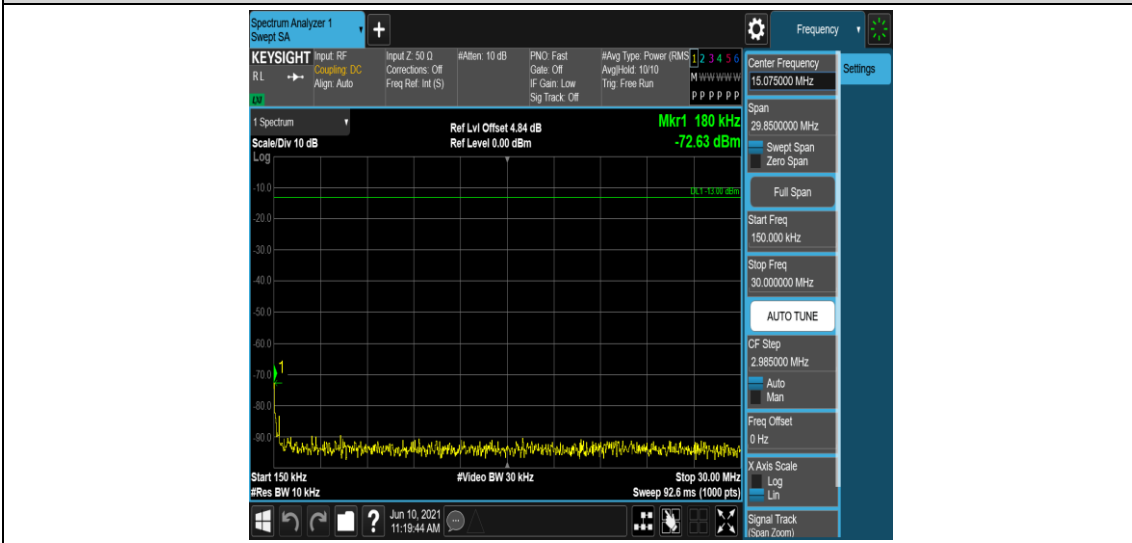 Spectrum Analyzer 1
Swept SA
+
Frequency
KEYSIGHT
RL
LXI
Input: RF
Coupling: DC
Align: Auto
Input Z: 50 Ω
Corrections: Off
Freq Ref: Int (S)
#Atten: 10 dB
PNO: Fast
Gate: Off
IF Gain: Low
Sig Track: Off
#Avg Type: Power (RMS
Avg|Hold: 10/10
Trig: Free Run
1 2 3 4 5 6
M W W W W W
P P P P P P
1 Spectrum
Scale/Div 10 dB
Log
Ref Lvl Offset 4.84 dB
Ref Level 0.00 dBm
Mkr1 180 kHz
-72.63 dBm
DL1 -13.00 dBm
-10.0
-20.0
-30.0
-40.0
-50.0
-60.0
-70.0
-80.0
-90.0
1
Start 150 kHz
#Res BW 10 kHz
#Video BW 30 kHz
Stop 30.00 MHz
Sweep 92.6 ms (1000 pts)
?
Jun 10, 2021
11:19:44 AM
Center Frequency
15.075000 MHz
Span
29.8500000 MHz
Swept Span
Zero Span
Full Span
Start Freq
150.000 kHz
Stop Freq
30.000000 MHz
AUTO TUNE
CF Step
2.985000 MHz
Auto
Man
Freq Offset
0 Hz
X Axis Scale
Log
Lin
Signal Track
(Span Zoom)
Settings